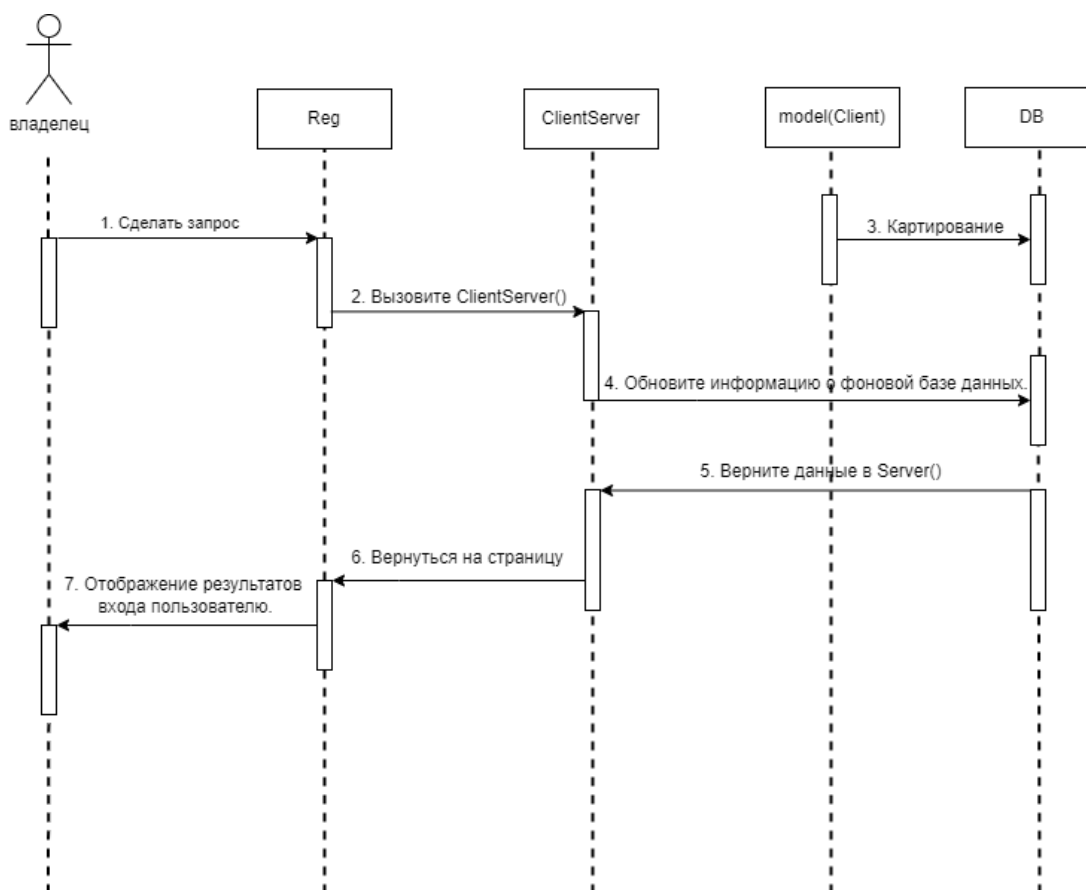 владелец
Reg
ClientServer
model(Client)
DB
1. Сделать запрос
3. Картирование
2. Вызовите ClientServer()
4. Обновите информацию о фоновой базе данных.
5. Верните данные в Server()
6. Вернуться на страницу
7. Отображение результатов
входа пользователю.